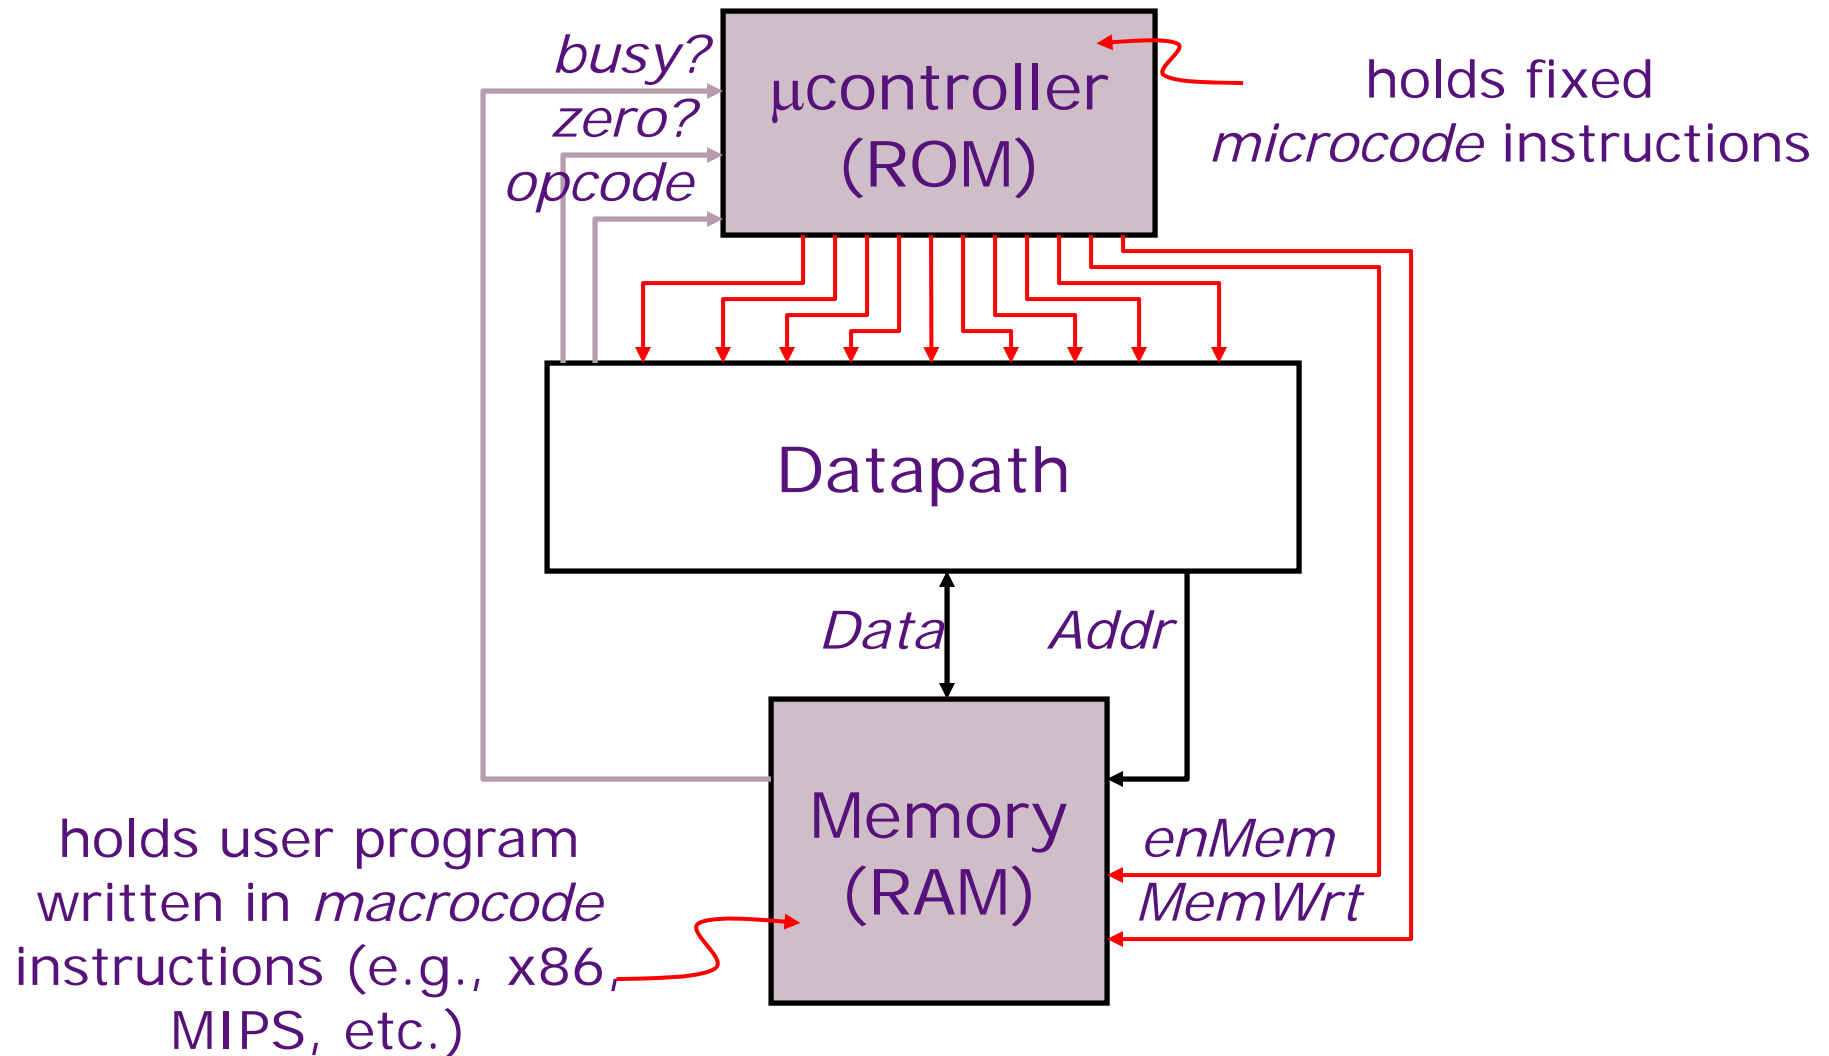 busy?
zero?
opcode
μcontroller
(ROM)
holds fixed
microcode instructions
Datapath
Data
Addr
Memory
(RAM)
enMem
MemWrt
holds user program
written in macrocode
instructions (e.g., x86,
MIPS, etc.)